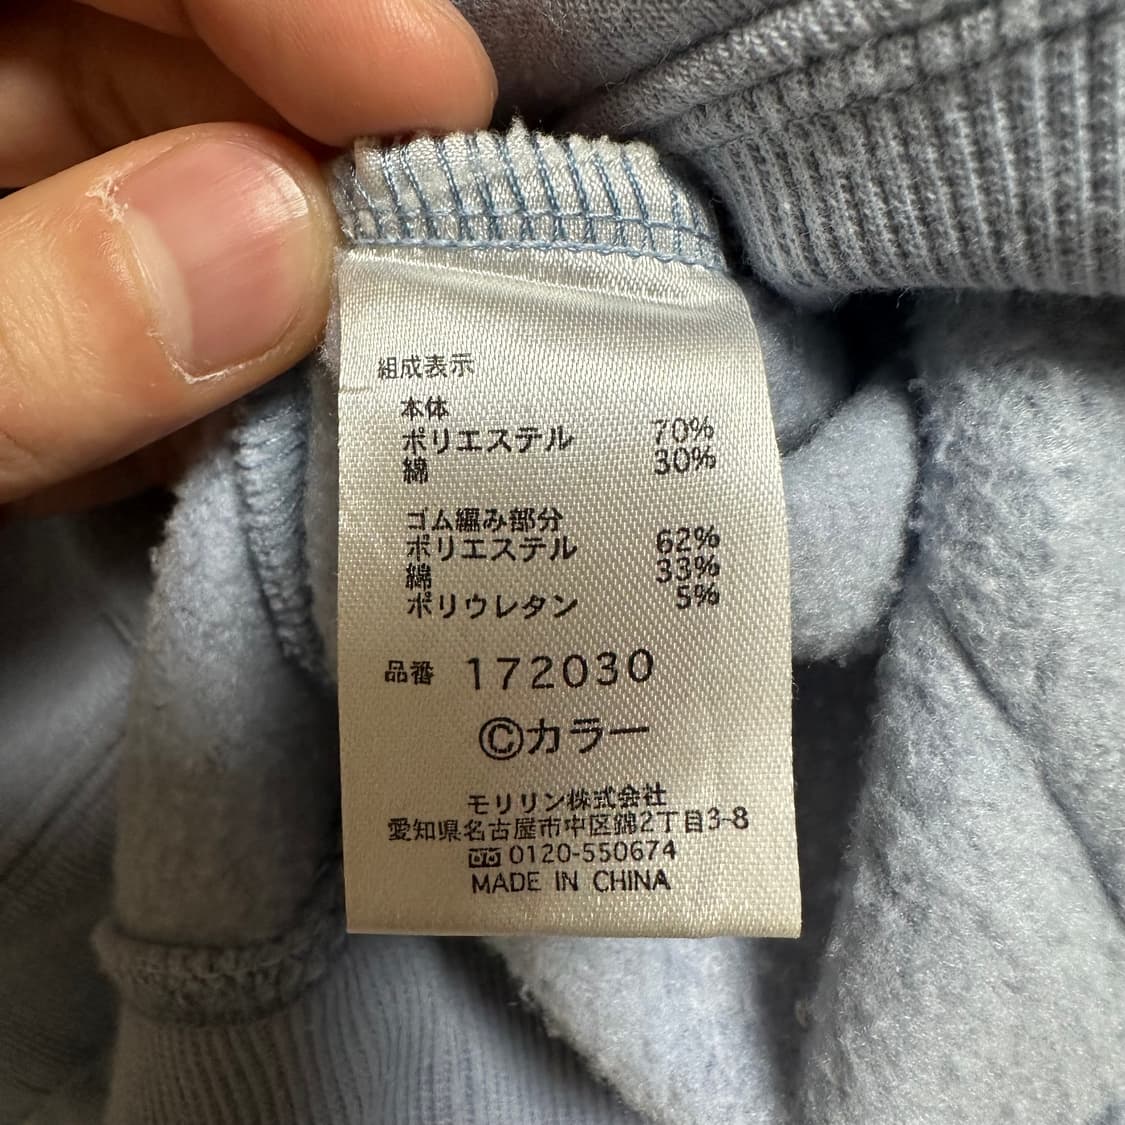 組成表示
本体
ポリエステル 70%
綿 30%
ゴム編み部分
ポリエステル 62%
綿 33%
ポリウレタン 5%
品番 172030
©カラー
モリリン株式会社
愛知県名古屋市中区錦2丁目3-8
0120-550674
MADE IN CHINA